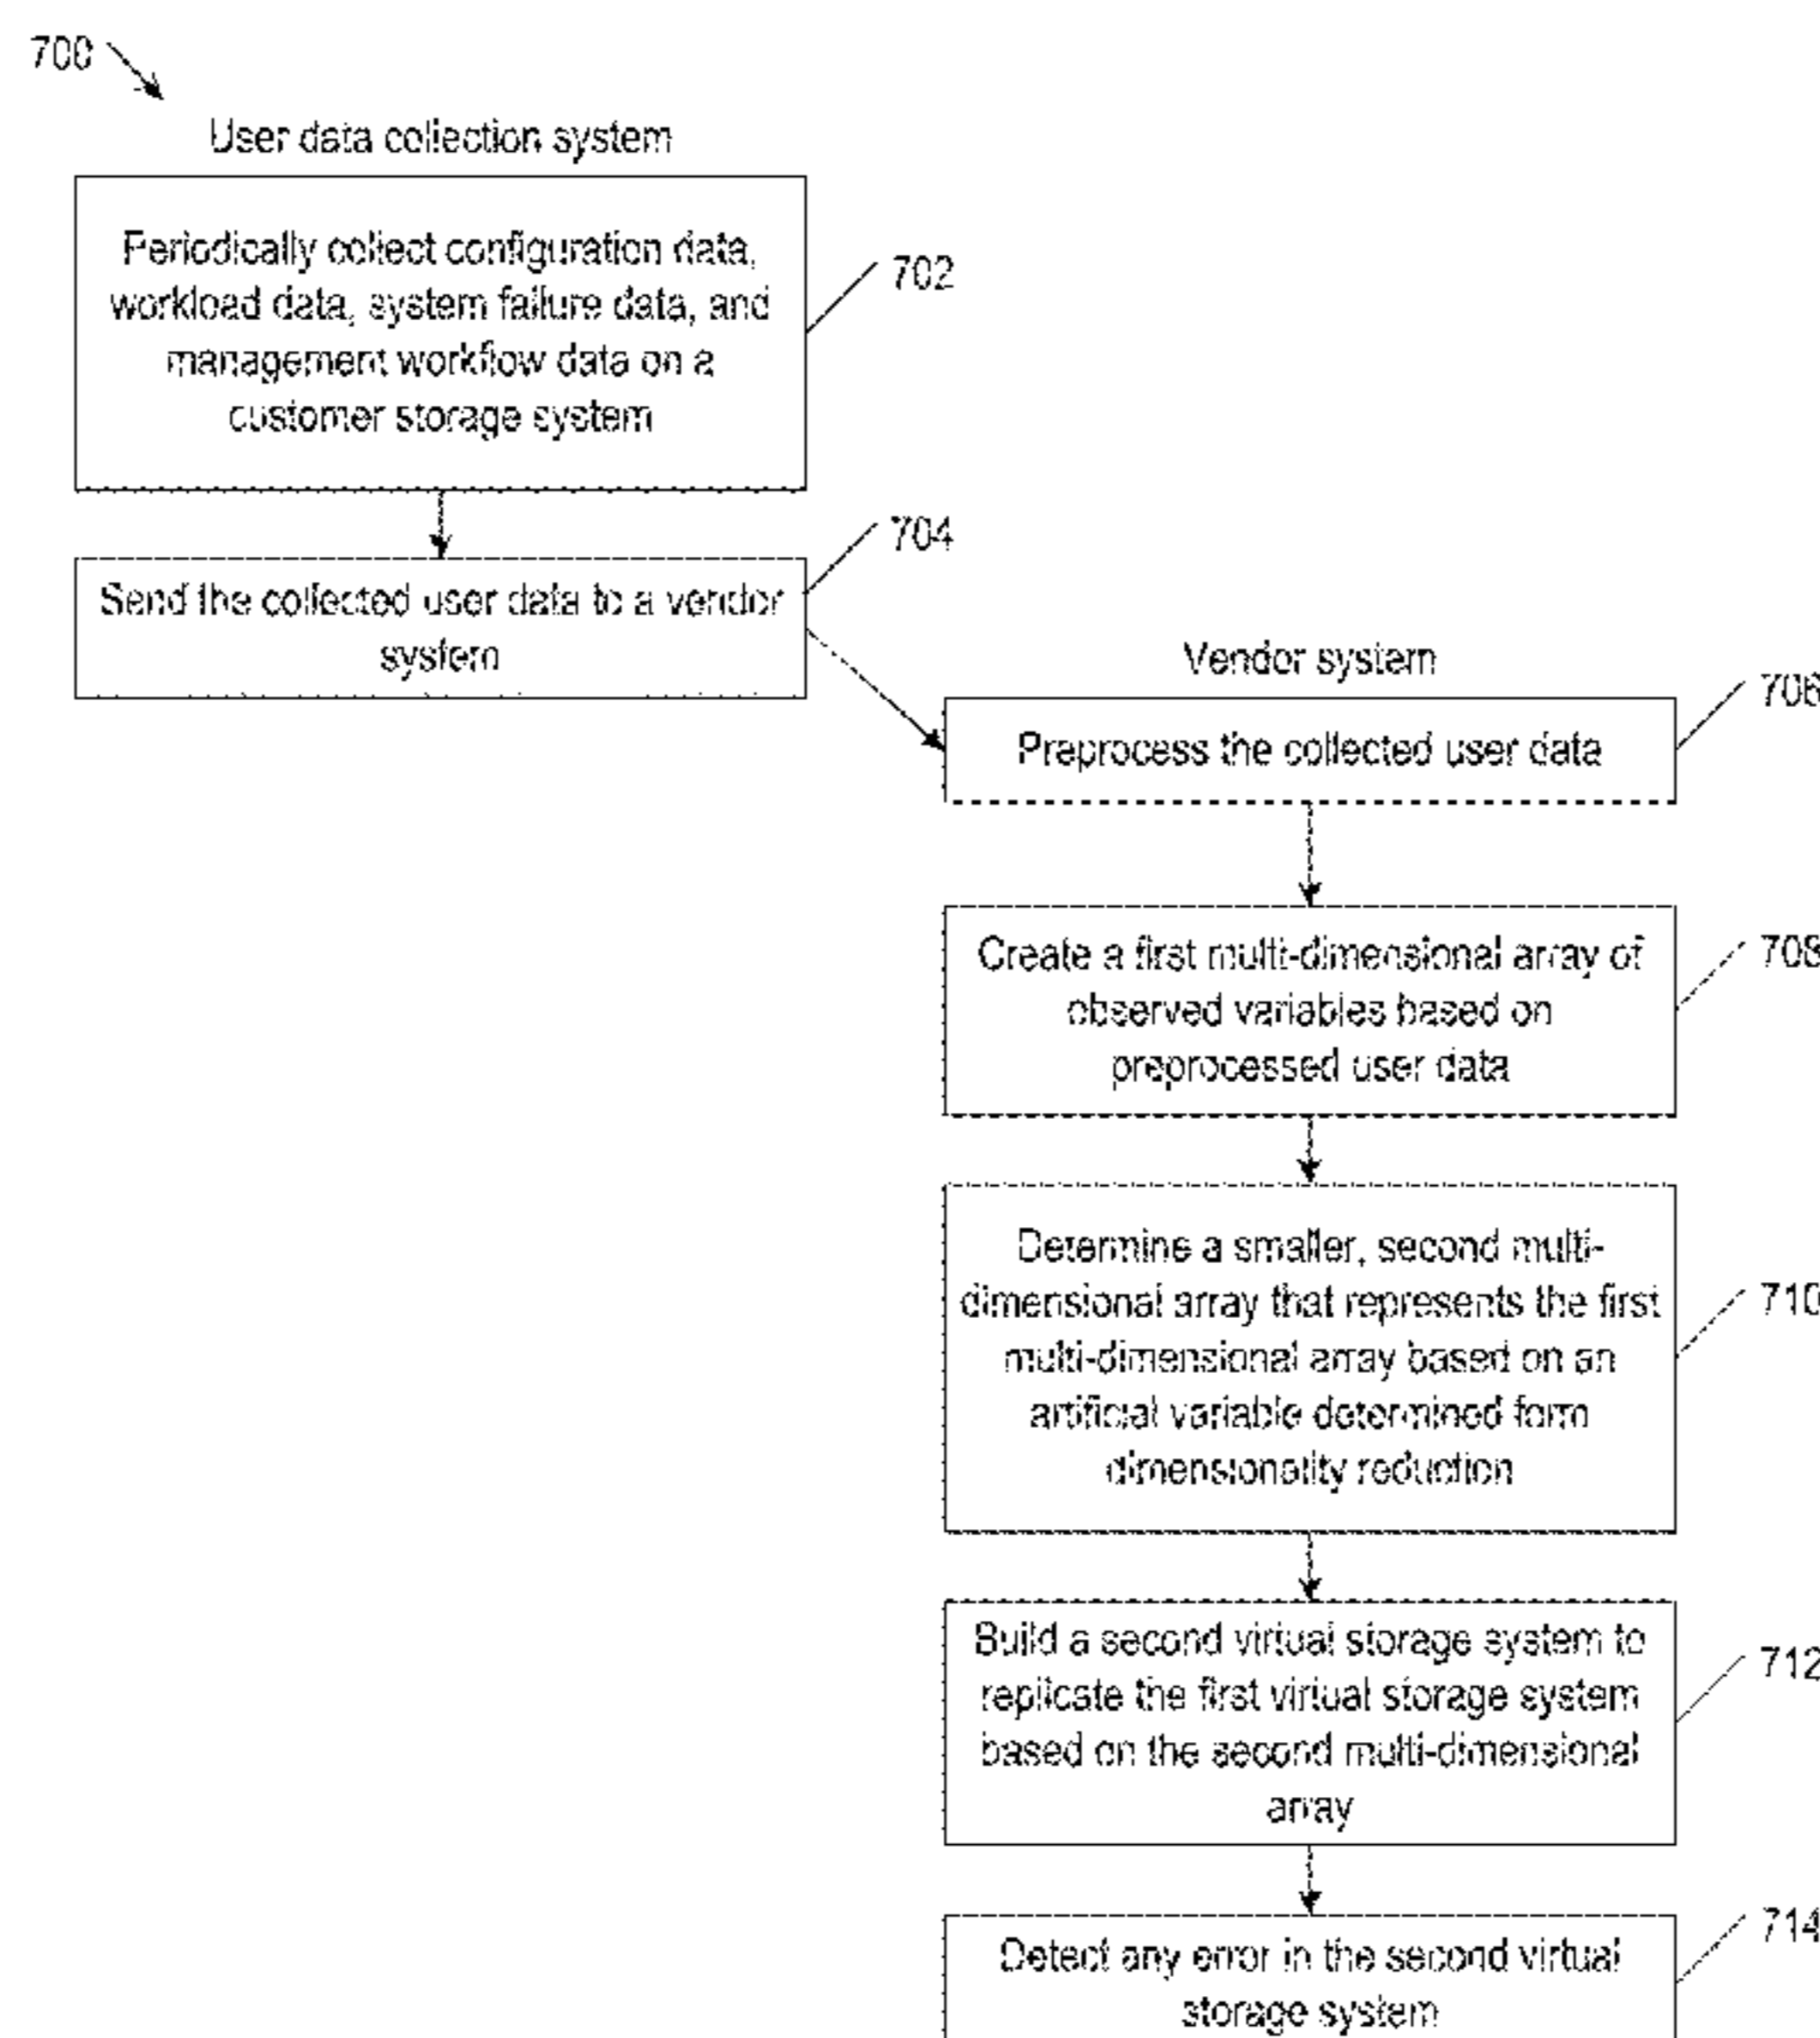 700
User data collection system
Periodically collect configuration data,
workload data, system failure data, and
management workflow data on a
customer storage system
702
704
Send the collected user data to a vendor
system
Vendor system
706
Preprocess the collected user data
708
Create a first multi-dimensional array of
observed variables based on
preprocessed user data
Determine a smaller, second multi-
dimensional array that represents the first
710
multi-dimensional array based on an
artificial variable determined form
dimensionality reduction
Build a second virtual storage system to
712
replicate the first virtual storage system
based on the second multi-dimensional
array
714
Detect any error in the second virtual
storage system